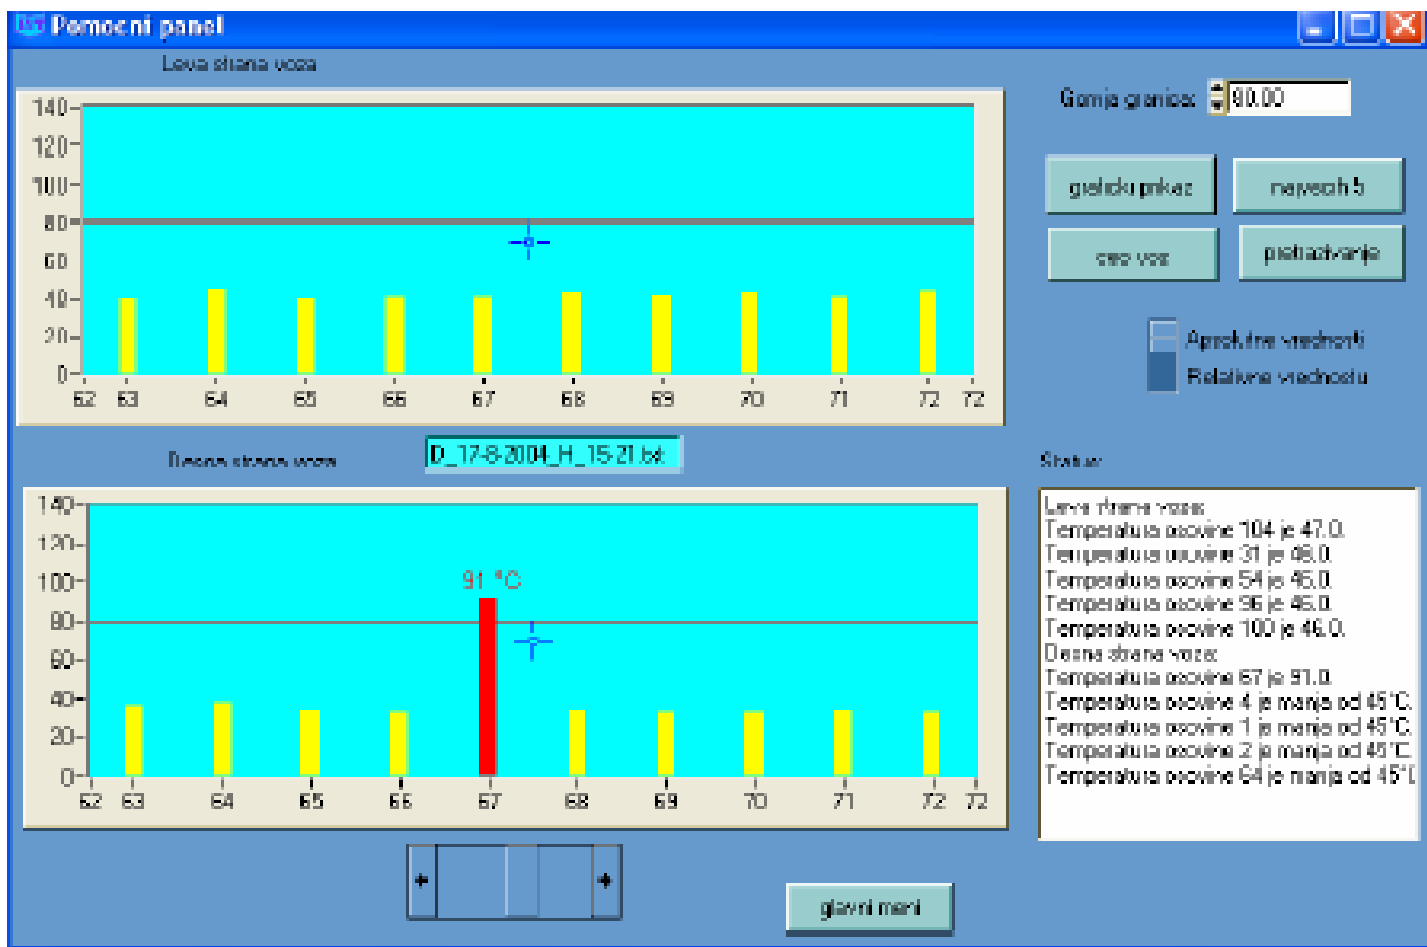 Pomocni panel
Leva strana voza
140
120
100
80
60
40
20
0
62 63 64 65 66 67 68 69 70 71 72 72
Gornja granica: 80.00
graficki prikaz
najvecih 5
ceo voz
pretrazivanje
Apsolutne vrednosti
Relativne vrednostu
Desna strana voza
D_17-8-2004_H_15-21.txt
140
120
100
80
60
40
20
0
91 °C
62 63 64 65 66 67 68 69 70 71 72 72
Status:
Leva strana voza:
Temperatura osovine 104 je 47.0.
Temperatura osovine 31 je 46.0.
Temperatura osovine 54 je 46.0.
Temperatura osovine 96 je 46.0.
Temperatura osovine 100 je 46.0.
Desna strana voza:
Temperatura osovine 67 je 91.0.
Temperatura osovine 4 je manja od 45°C.
Temperatura osovine 1 je manja od 45°C.
Temperatura osovine 2 je manja od 45°C.
Temperatura osovine 64 je manja od 45°C
glavni meni